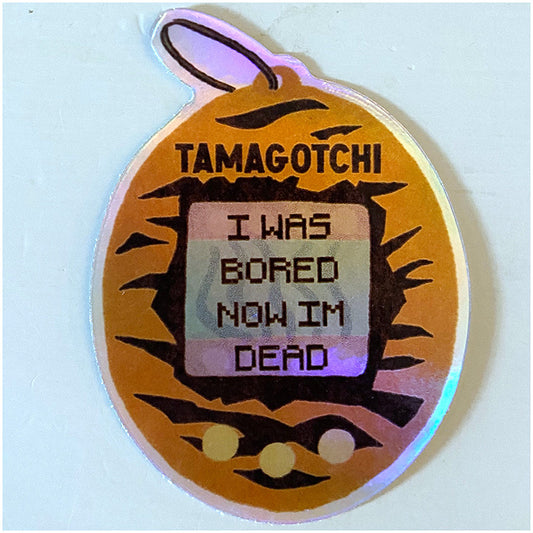 TAMAGOTCHI
I WAS
BORED
NOW IM
DEAD